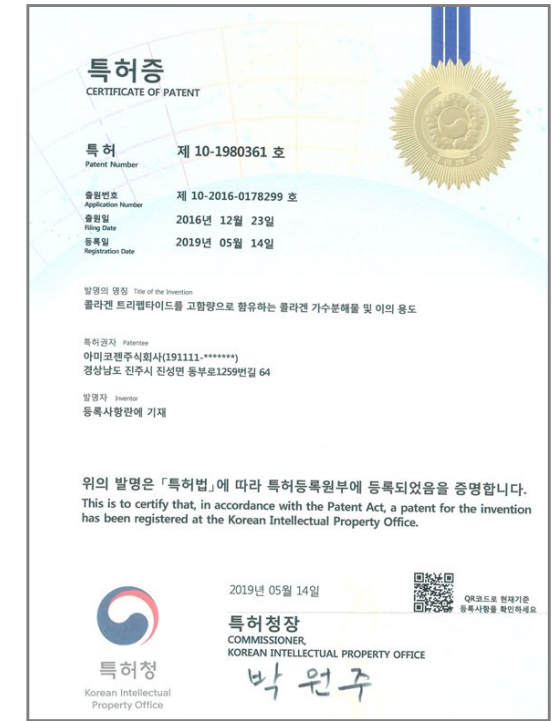 특허증
CERTIFICATE OF PATENT
특허 제 10-1980361 호
Patent Number
출원번호 제 10-2016-0178299 호
Application Number
출원일 2016년 12월 23일
Filing Date
등록일 2019년 05월 14일
Registration Date
발명의 명칭 Title of the Invention
콜라겐 트리펩타이드를 고함량으로 함유하는 콜라겐 가수분해물 및 이의 용도
특허권자 Patentee
아미코젠주식회사(191111-*******)
경상남도 진주시 진성면 동부로1259번길 64
발명자 Inventor
등록사항란에 기재
위의 발명은 「특허법」에 따라 특허등록원부에 등록되었음을 증명합니다.
This is to certify that, in accordance with the Patent Act, a patent for the invention
has been registered at the Korean Intellectual Property Office.
2019년 05월 14일
QR코드로 현재기준
등록사항을 확인하세요
특허청장
COMMISSIONER,
KOREAN INTELLECTUAL PROPERTY OFFICE
박원주
특허청
Korean Intellectual
Property Office
대한민국